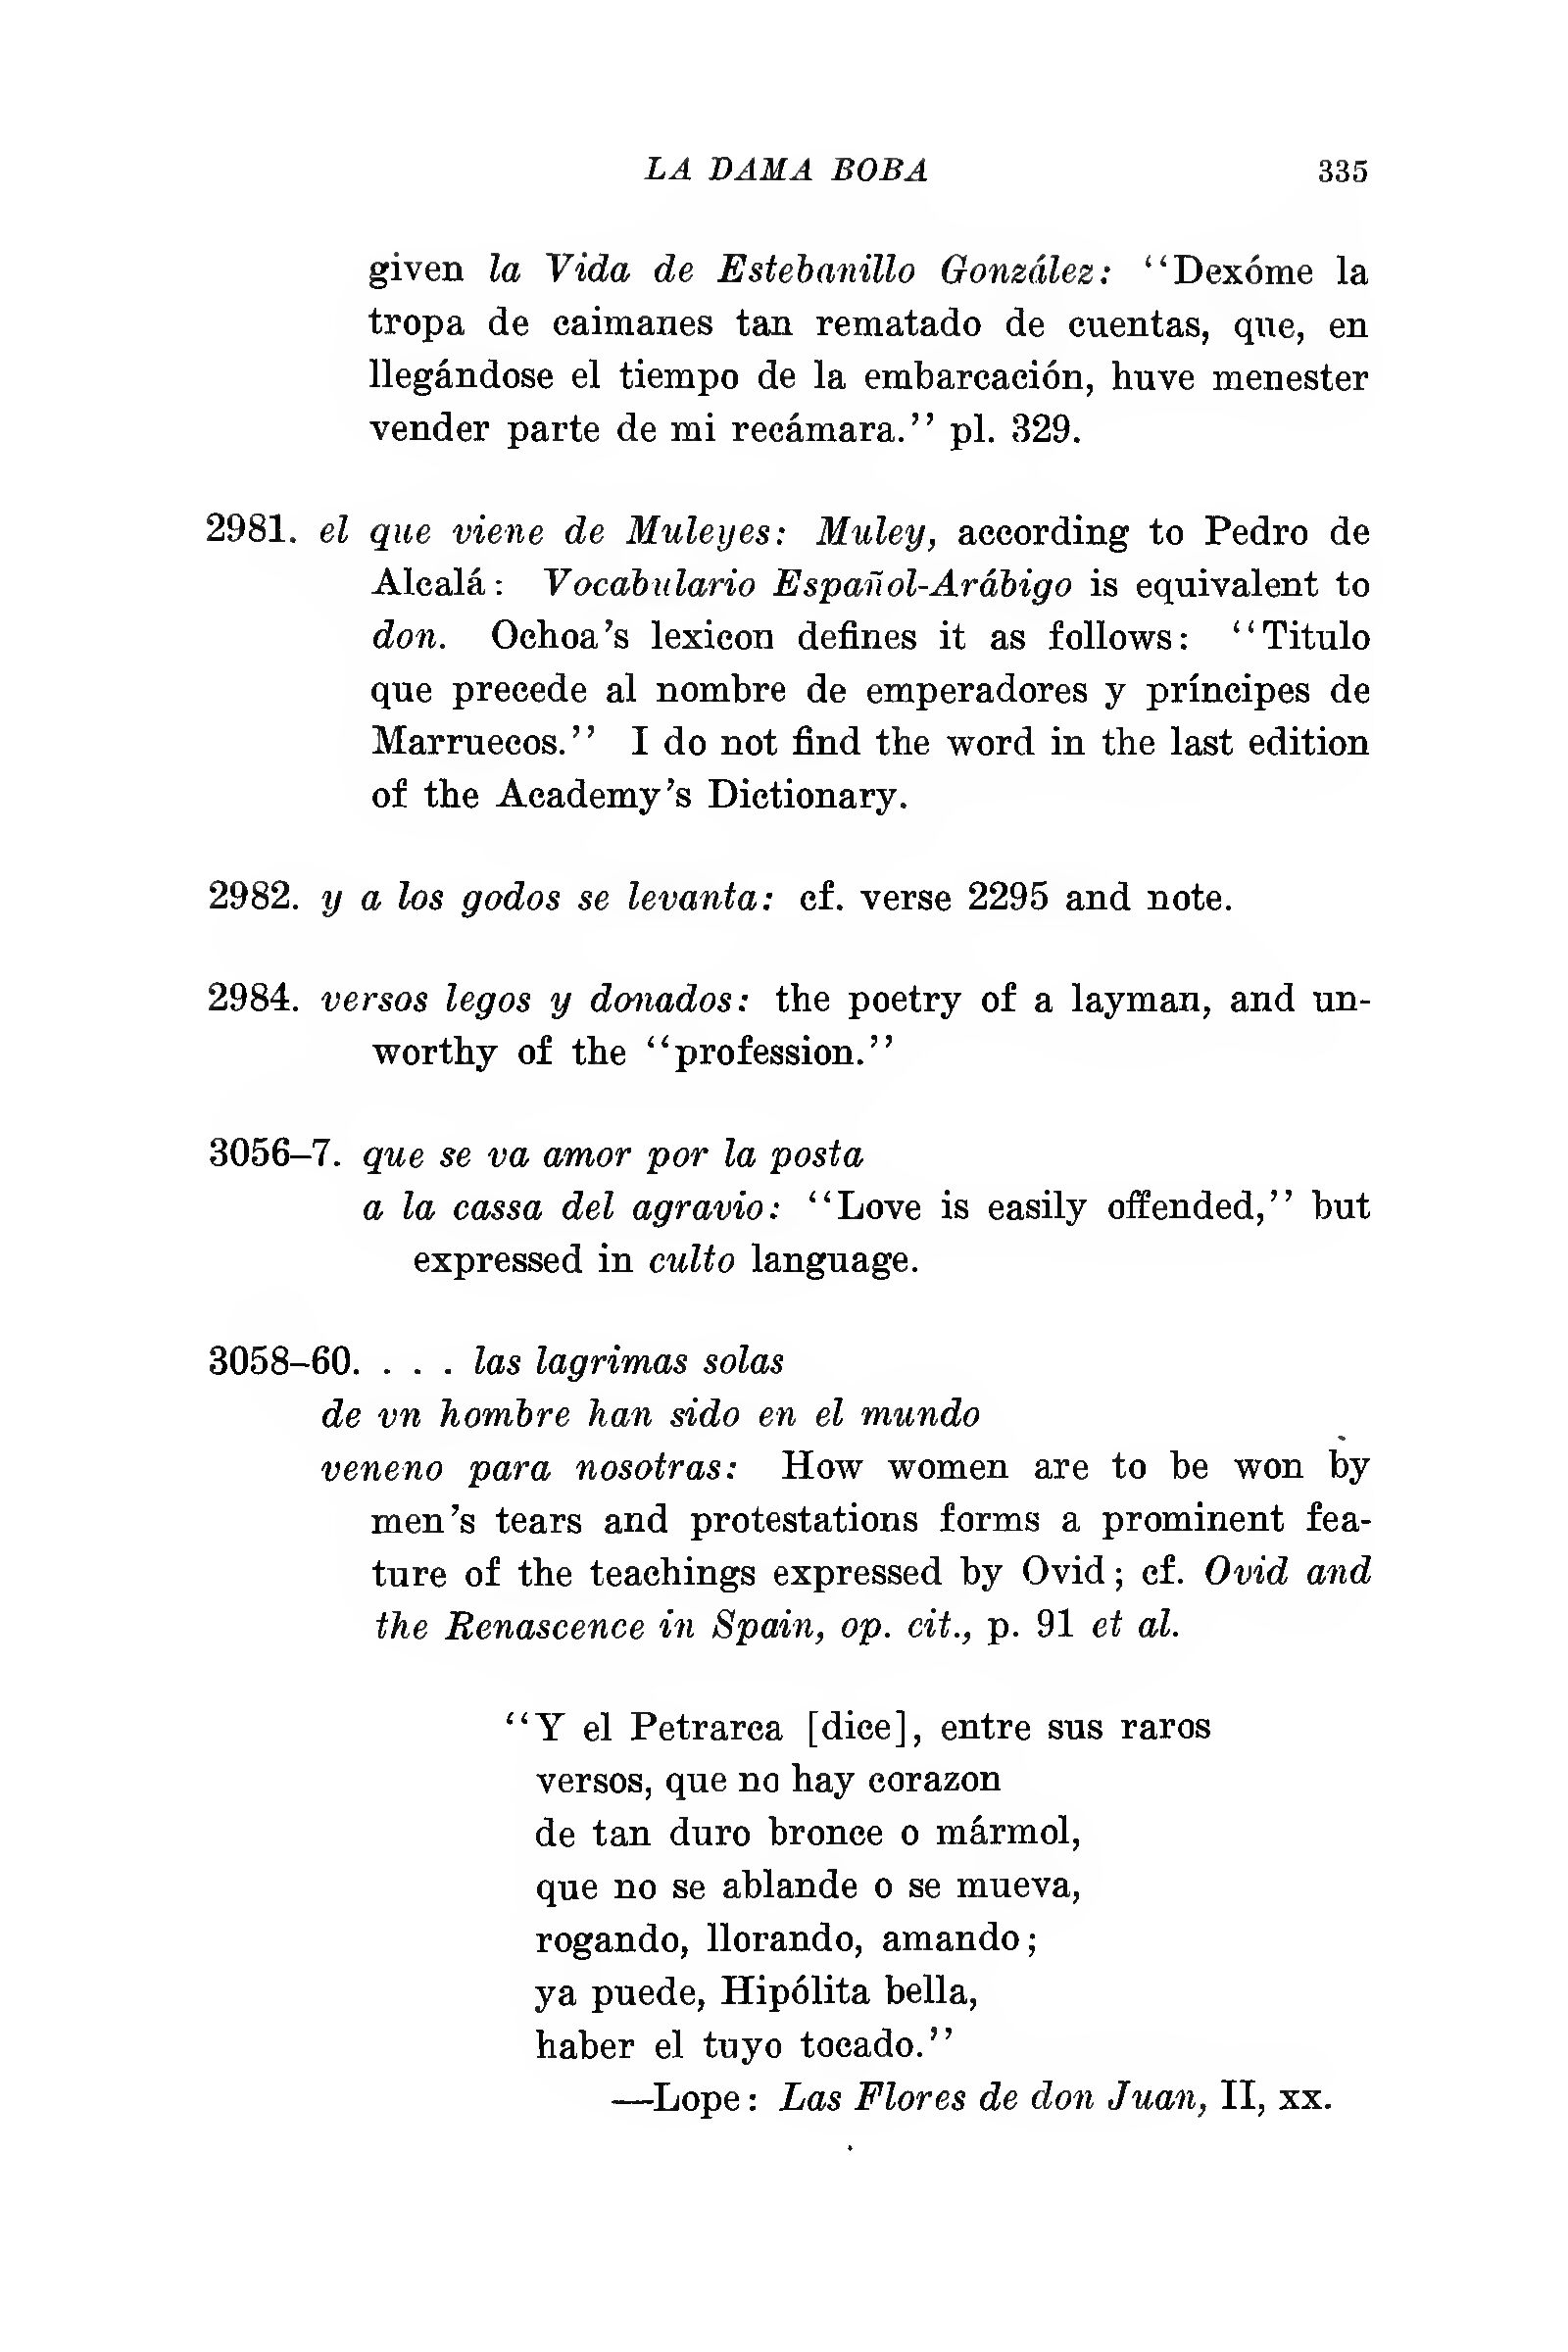 LA DAMA BOBA 335
given la Vida de Estebanillo González: “Dexóme la
tropa de caimanes tan rematado de cuentas, que, en
llegándose el tiempo de la embarcación, huve menester
vender parte de mi recámara.” pl. 329.
2981. el que viene de Muleyes: Muley, according to Pedro de
Alcalá: Vocabulario Español-Arábigo is equivalent to
don. Ochoa’s lexicon defines it as follows: “Titulo
que precede al nombre de emperadores y príncipes de
Marruecos.” I do not find the word in the last edition
of the Academy’s Dictionary.
2982. y a los godos se levanta: cf. verse 2295 and note.
2984. versos legos y donados: the poetry of a layman, and un-
worthy of the “profession.”
3056–7. que se va amor por la posta
a la cassa del agravio: “Love is easily offended,” but
expressed in culto language.
3058–60. . . . las lagrimas solas
de vn hombre han sido en el mundo
veneno para nosotras: How women are to be won by
men’s tears and protestations forms a prominent fea-
ture of the teachings expressed by Ovid; cf. Ovid and
the Renascence in Spain, op. cit., p. 91 et al.
“Y el Petrarca [dice], entre sus raros
versos, que no hay corazon
de tan duro bronce o mármol,
que no se ablande o se mueva,
rogando, llorando, amando;
ya puede, Hipólita bella,
haber el tuyo tocado.”
—Lope: Las Flores de don Juan, II, xx.